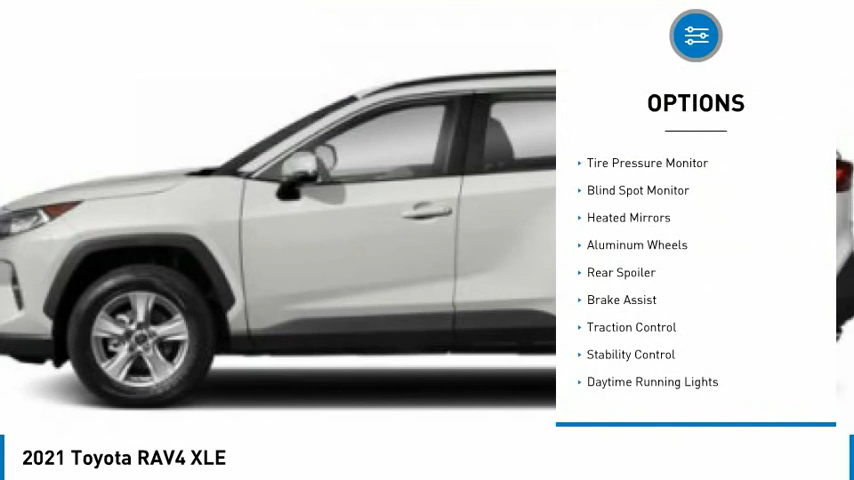 OPTIONS
Tire Pressure Monitor
Blind Spot Monitor
Heated Mirrors
Aluminum Wheels
Rear Spoiler
Brake Assist
Traction Control
Stability Control
Daytime Running Lights
2021 Toyota RAV4 XLE